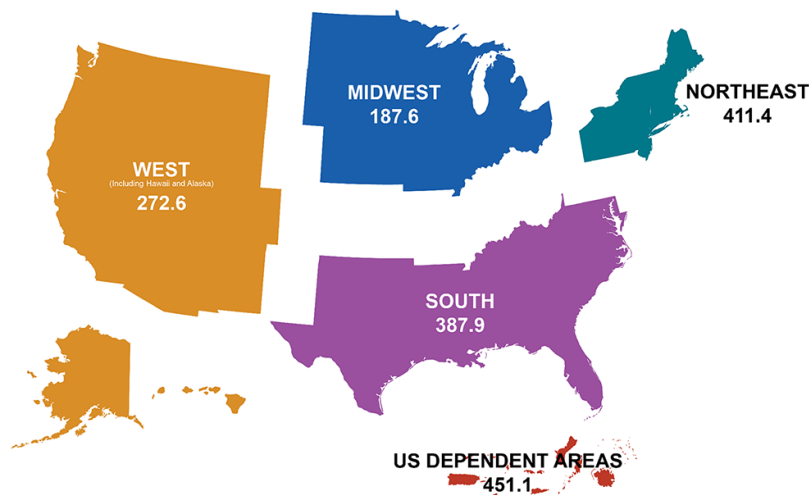 MIDWEST
187.6
NORTHEAST
411.4
WEST
(Including Hawaii and Alaska)
272.6
SOUTH
387.9
US DEPENDENT AREAS
451.1